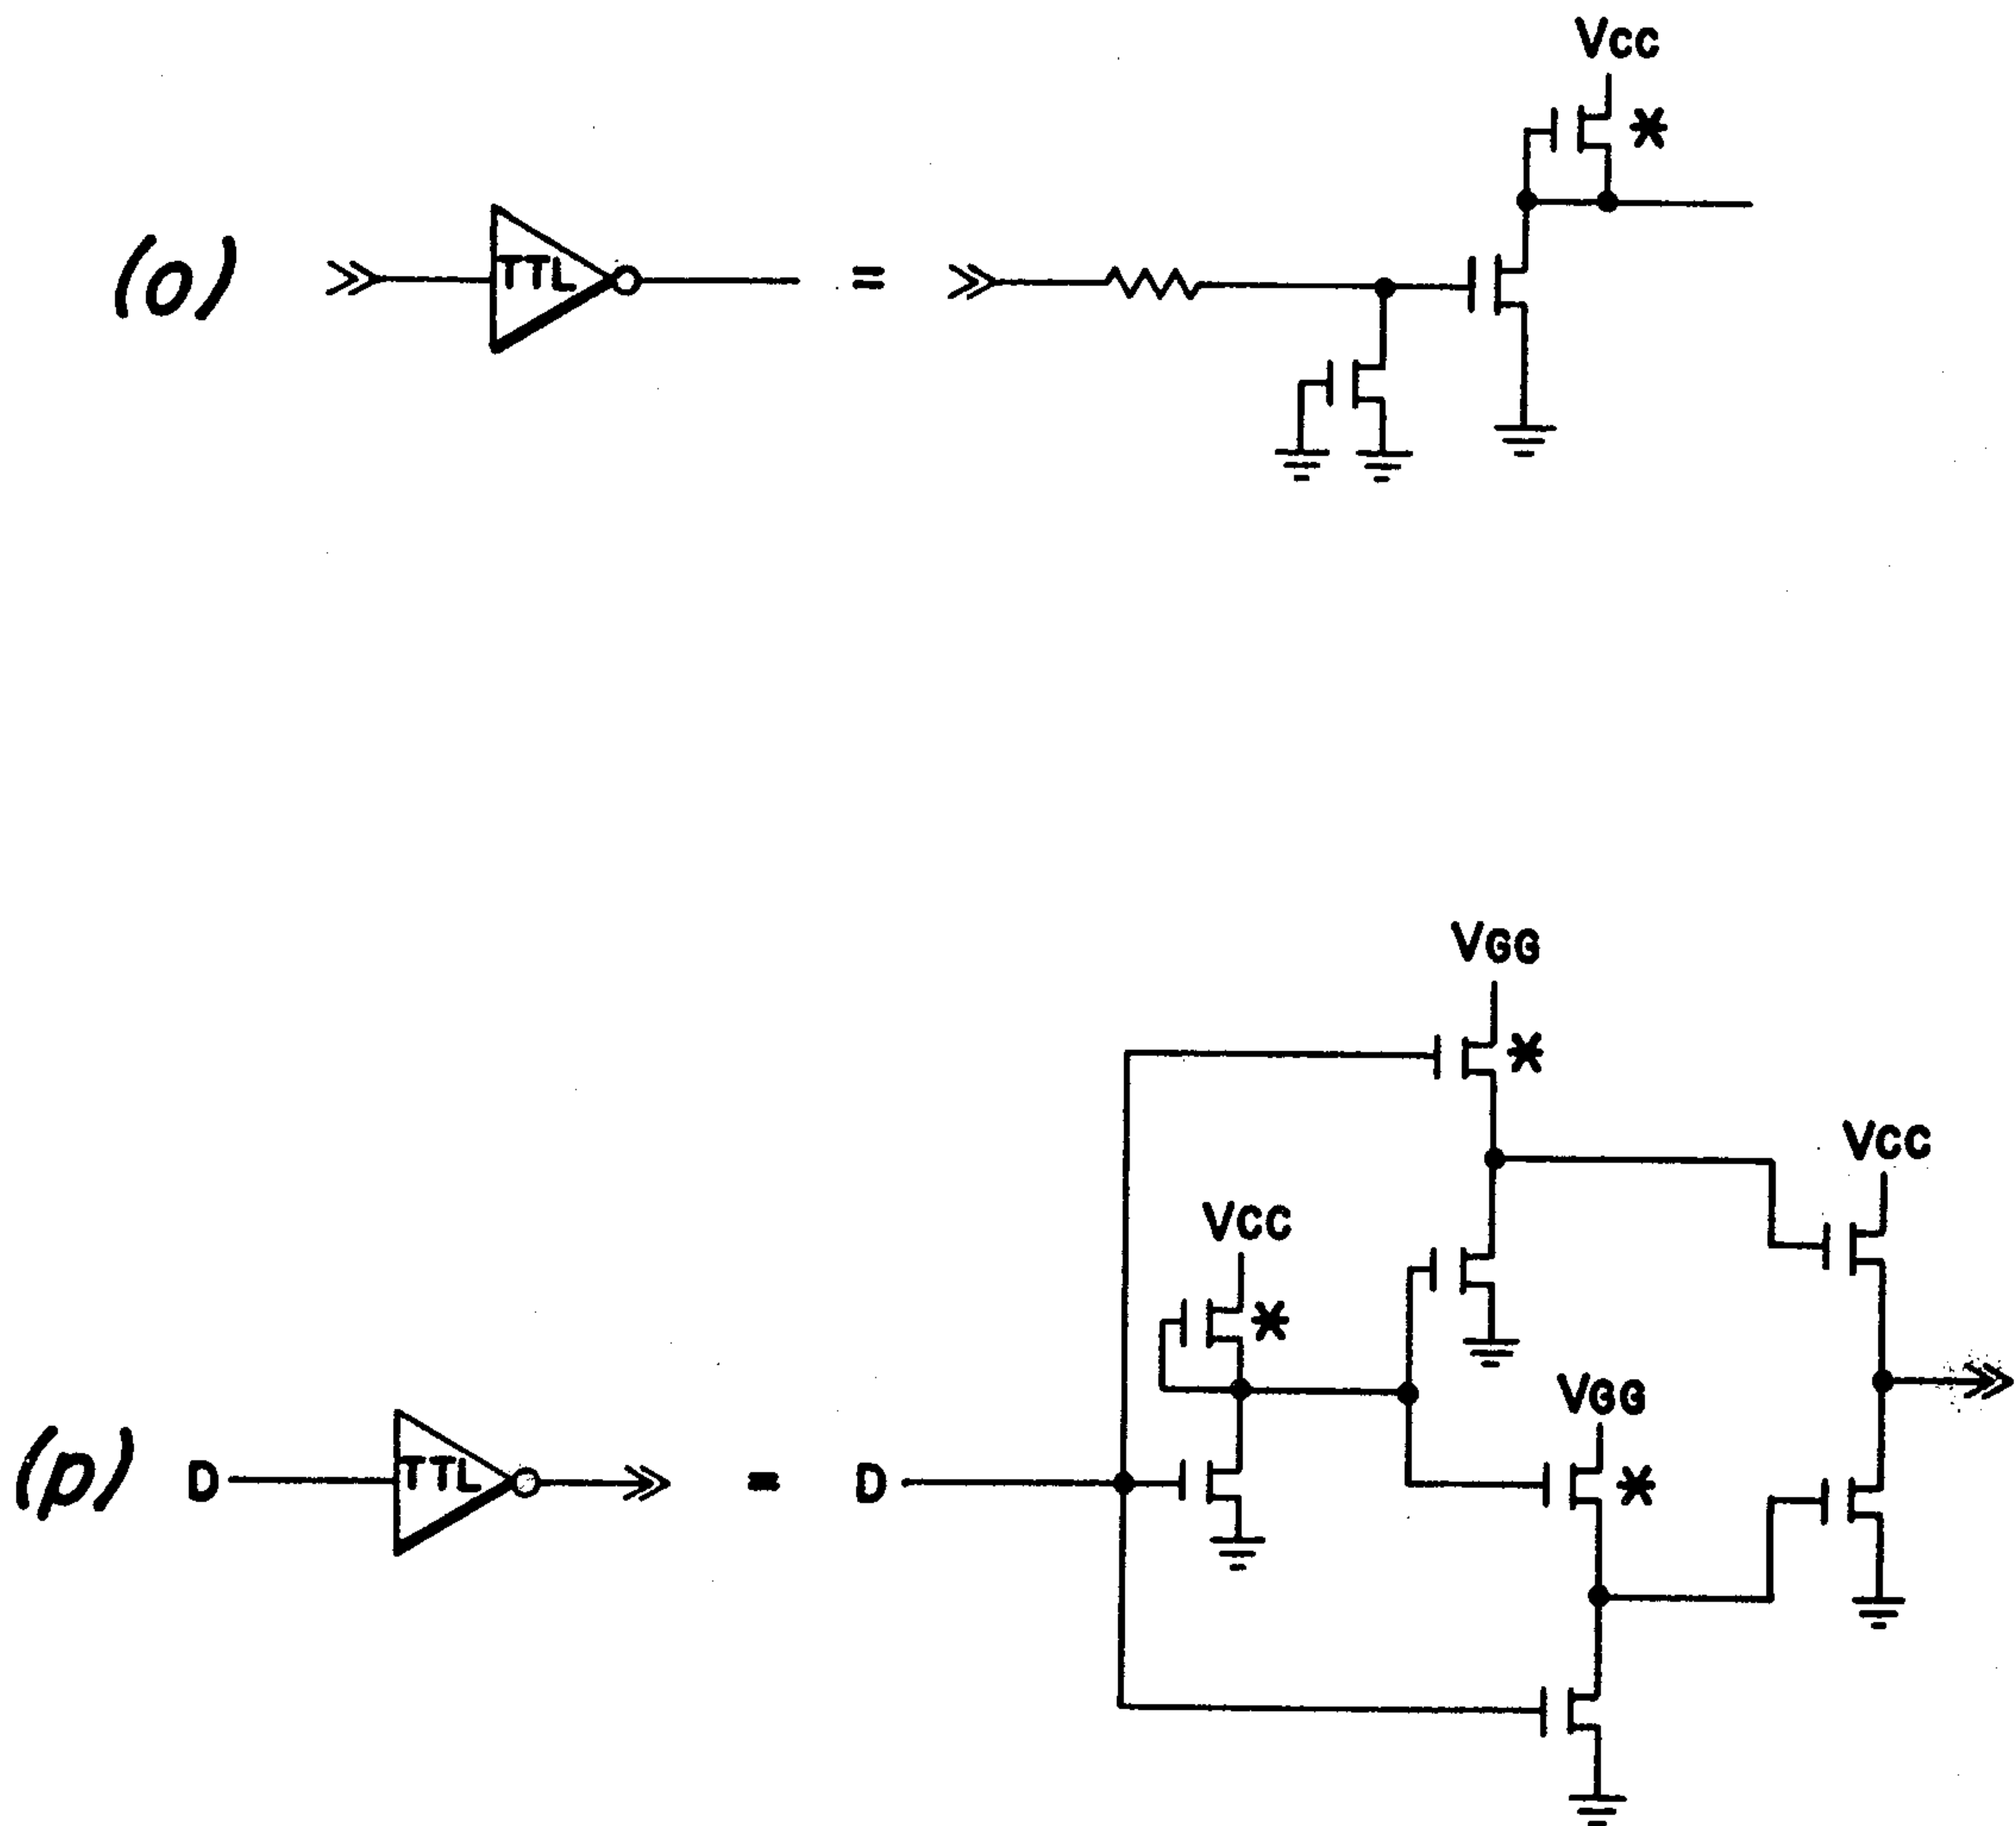 VCC
*
(o)
TTL
=
VGG
*
VCC
VCC
*
VGG
*
(p)
D
TTL
=
D